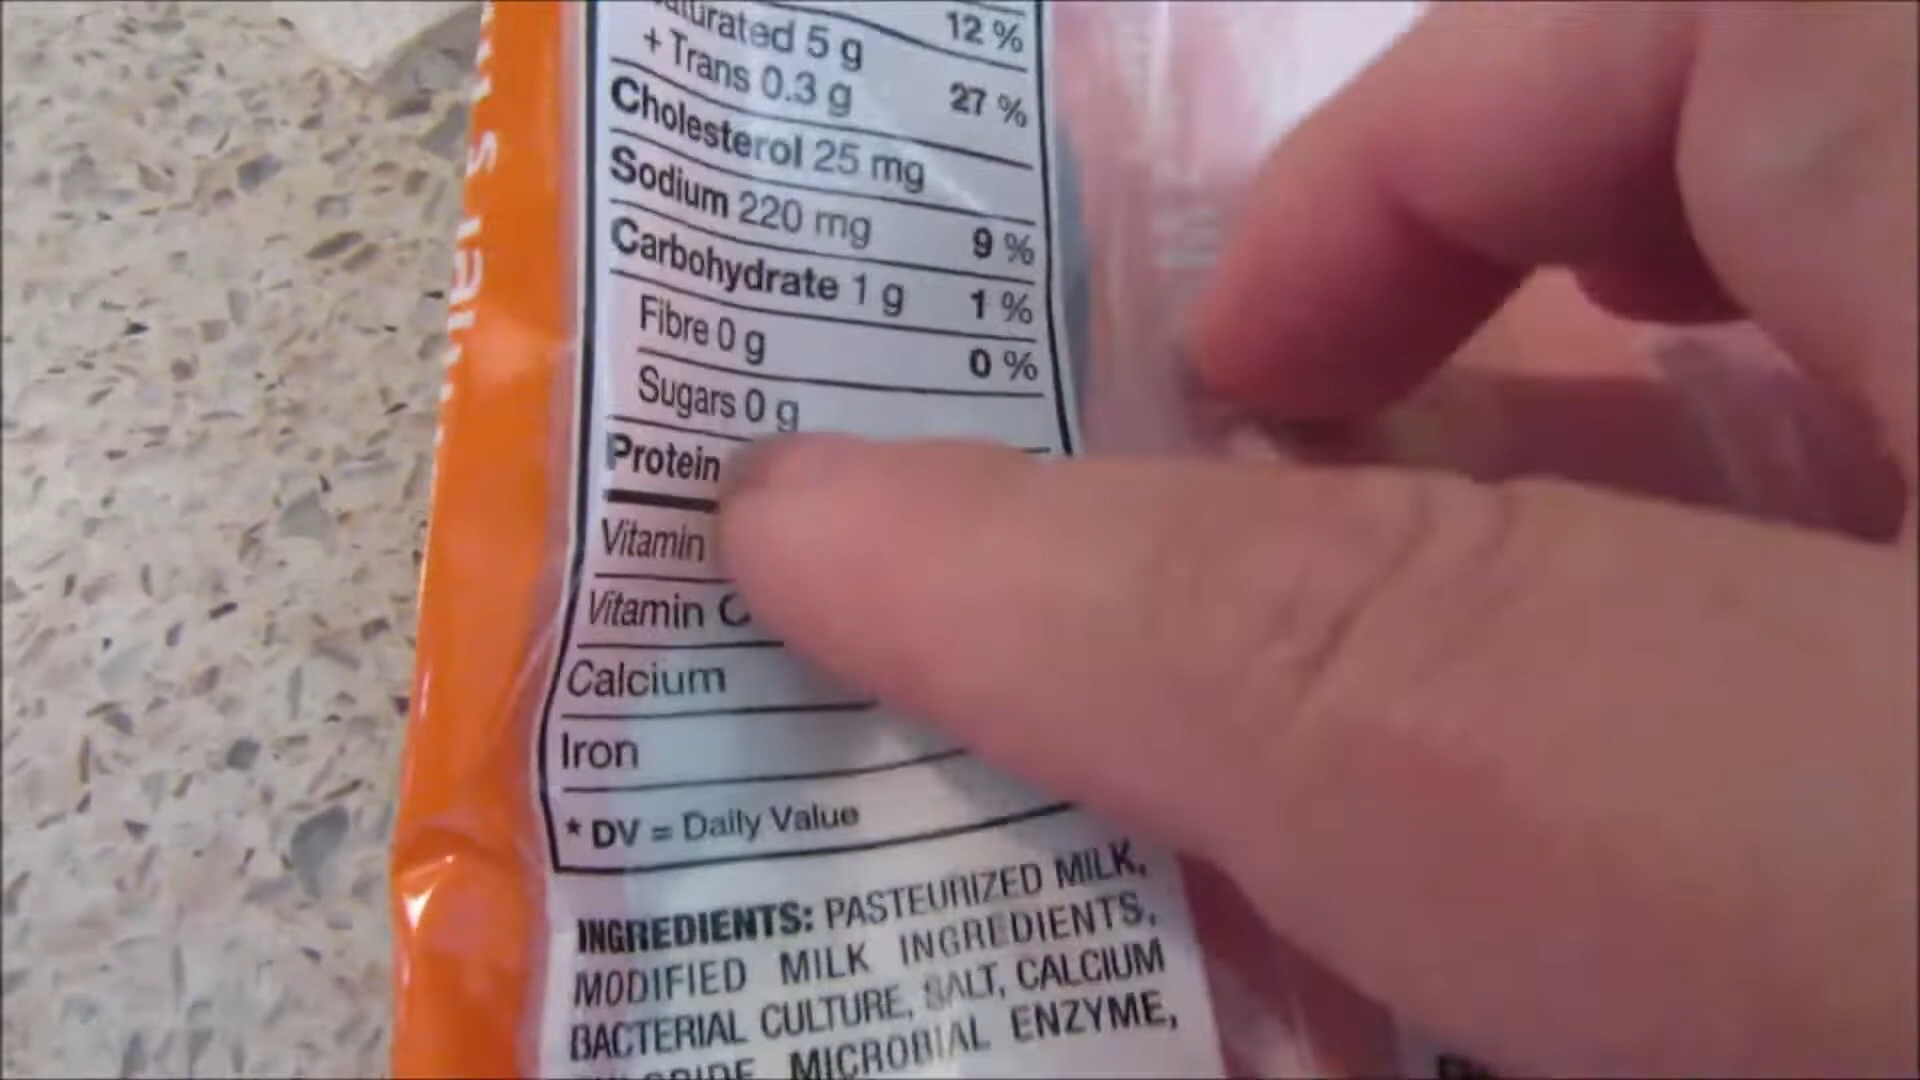 12 %
5 g
+ Trans 0.3 g 27 %
Cholesterol 25 mg
Sodium 220 mg 9 %
Carbohydrate 1 g 1 %
Fibre 0 g 0 %
Sugars 0 g
Protein
Vitamin
Vitamin C
Calcium
Iron
* DV = Daily Value
INGREDIENTS: PASTEURIZED MILK,
MODIFIED MILK INGREDIENTS,
BACTERIAL CULTURE, SALT, CALCIUM
MICROBIAL ENZYME,